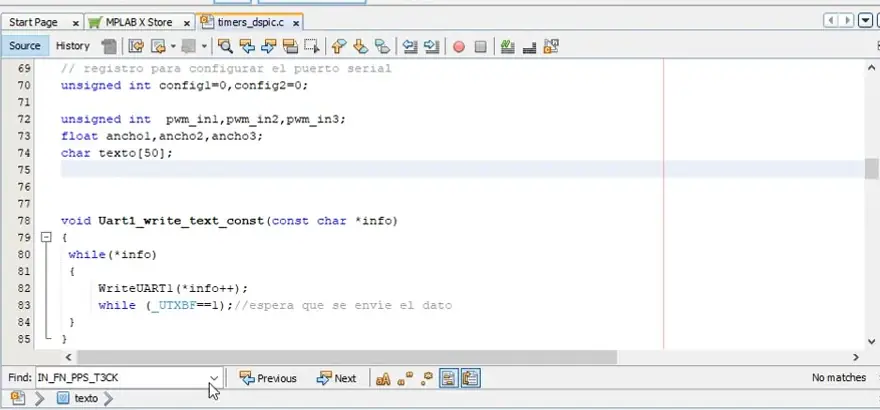 Start Page MPLAB X Store timers_dspic.c
Source History
69 // registro para configurar el puerto serial
70 unsigned int config1=0,config2=0;
71
72 unsigned int  pwm_in1,pwm_in2,pwm_in3;
73 float ancho1,ancho2,ancho3;
74 char texto[50];
75
76
77
78 void Uart1_write_text_const(const char *info)
79 {
80 while(*info)
81 {
82 WriteUART1(*info++);
83 while (_UTXBF==1);//espera que se envíe el dato
84 }
85 }
Find: IN_FN_PPS_T3CK Previous Next No matches
texto